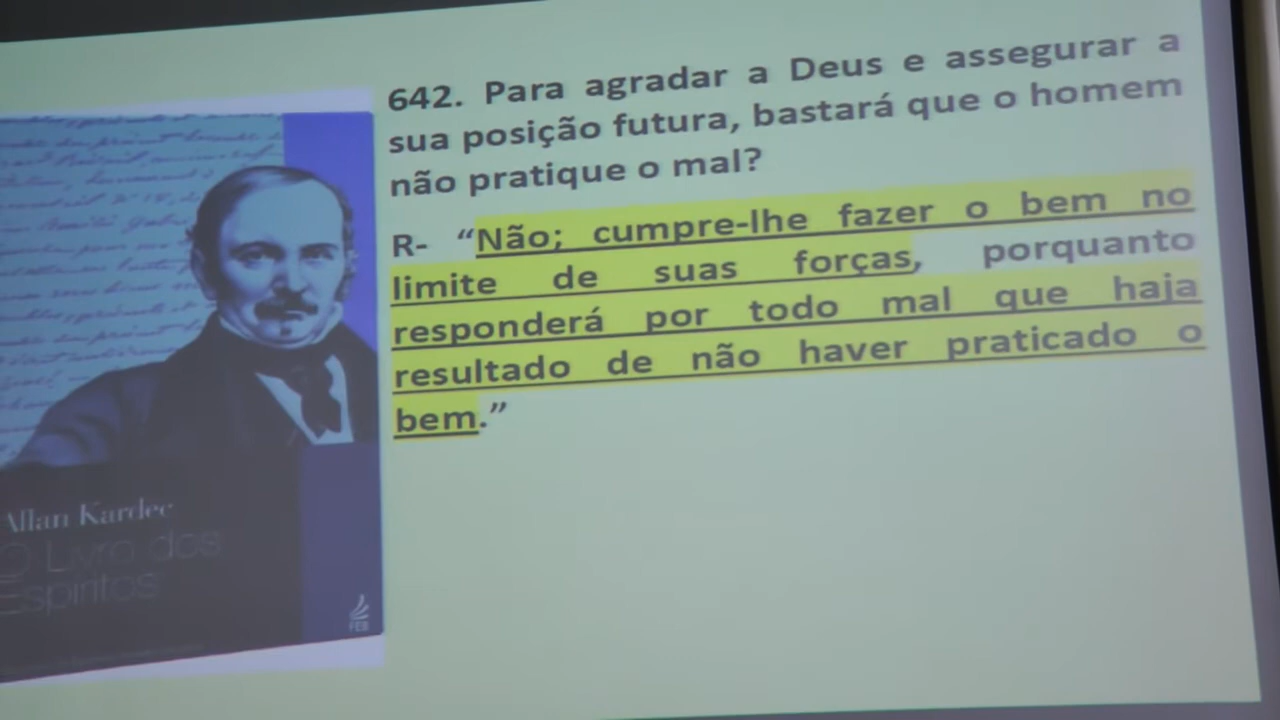 642. Para agradar a Deus e assegurar a
sua posição futura, bastará que o homem
não pratique o mal?
R- “Não; cumpre-lhe fazer o bem no
limite de suas forças, porquanto
responderá por todo mal que haja
resultado de não haver praticado o
bem.”
Allan Kardec
O Livro dos
Espíritos
FEB